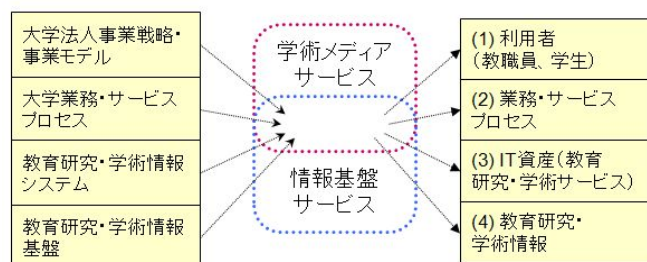 大学法人事業戦略・
事業モデル
大学業務・サービス
プロセス
教育研究・学術情報
システム
教育研究・学術情報
基盤
学術メディア
サービス
情報基盤
サービス
(1) 利用者
(教職員、学生)
(2) 業務・サービス
プロセス
(3) IT資産(教育
研究・学術サービス)
(4) 教育研究・
学術情報